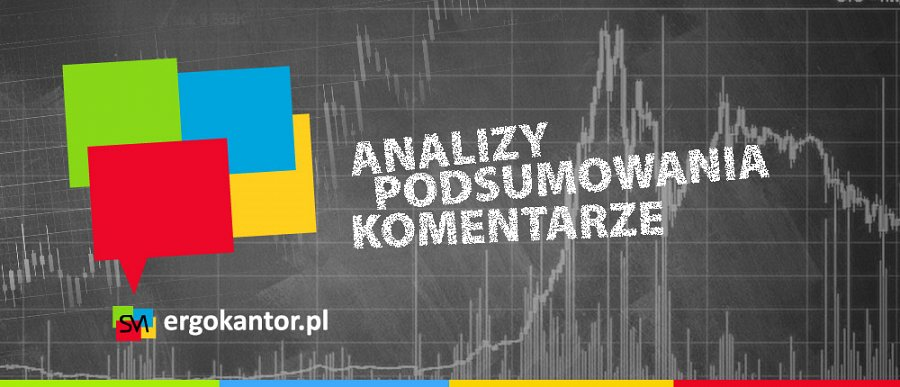 ANALIZY
PODSUMOWANIA
KOMENTARZE
SM ergokantor.pl